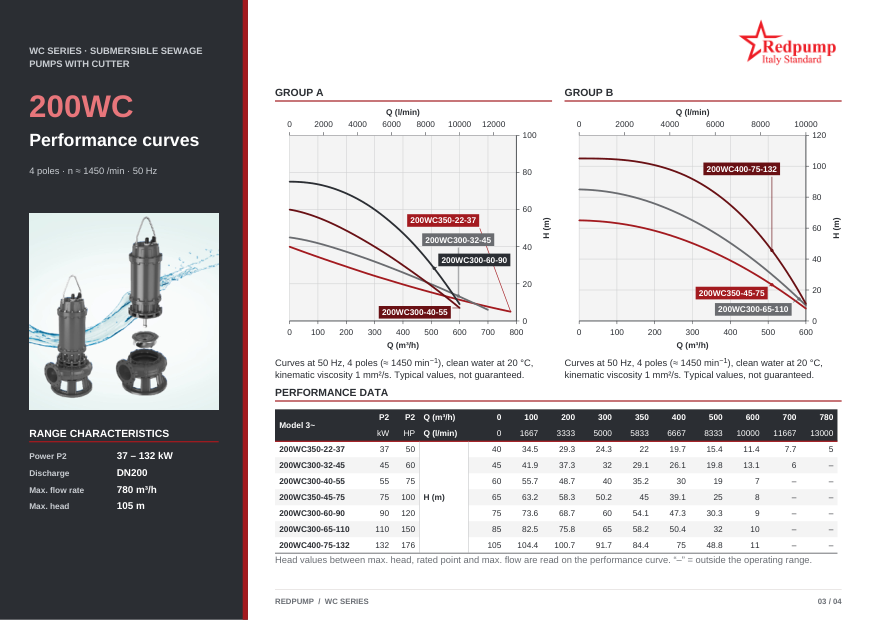 WC SERIES · SUBMERSIBLE SEWAGE
PUMPS WITH CUTTER
200WC
Performance curves
4 poles · n ≈ 1450 /min · 50 Hz
RANGE CHARACTERISTICS
Power P2 37 – 132 kW
Discharge DN200
Max. flow rate 780 m³/h
Max. head 105 m
Redpump
Italy Standard
GROUP A
Q (l/min)
0 2000 4000 6000 8000 10000 12000
100
80
60
40
20
0
H (m)
200WC350-22-37
200WC300-32-45
200WC300-60-90
200WC300-40-55
0 100 200 300 400 500 600 700 800
Q (m³/h)
Curves at 50 Hz, 4 poles (≈ 1450 min⁻¹), clean water at 20 °C,
kinematic viscosity 1 mm²/s. Typical values, not guaranteed.
GROUP B
Q (l/min)
0 2000 4000 6000 8000 10000
120
100
80
60
40
20
0
H (m)
200WC400-75-132
200WC350-45-75
200WC300-65-110
0 100 200 300 400 500 600
Q (m³/h)
Curves at 50 Hz, 4 poles (≈ 1450 min⁻¹), clean water at 20 °C,
kinematic viscosity 1 mm²/s. Typical values, not guaranteed.
PERFORMANCE DATA
Model 3~ P2 P2 Q (m³/h) 0 100 200 300 350 400 500 600 700 780
kW HP Q (l/min) 0 1667 3333 5000 5833 6667 8333 10000 11667 13000
200WC350-22-37 37 50 40 34.5 29.3 24.3 22 19.7 15.4 11.4 7.7 5
200WC300-32-45 45 60 45 41.9 37.3 32 29.1 26.1 19.8 13.1 6 –
200WC300-40-55 55 75 60 55.7 48.7 40 35.2 30 19 7 – –
200WC350-45-75 75 100 H (m) 65 63.2 58.3 50.2 45 39.1 25 8 – –
200WC300-60-90 90 120 75 73.6 68.7 60 54.1 47.3 30.3 9 – –
200WC300-65-110 110 150 85 82.5 75.8 65 58.2 50.4 32 10 – –
200WC400-75-132 132 176 105 104.4 100.7 91.7 84.4 75 48.8 11 – –
Head values between max. head, rated point and max. flow are read on the performance curve. “–” = outside the operating range.
REDPUMP / WC SERIES
03 / 04